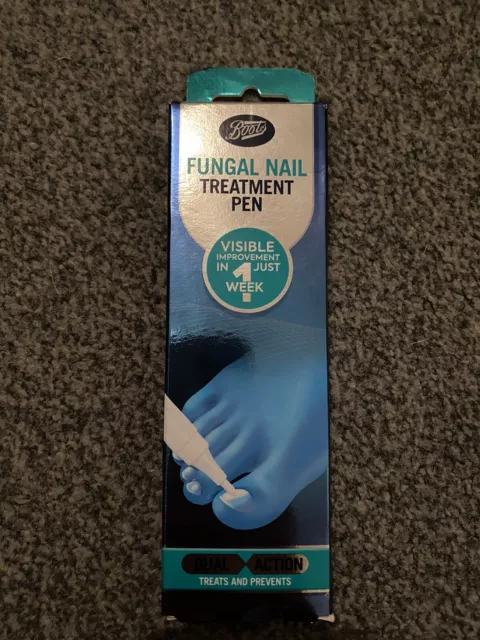 Boots
FUNGAL NAIL
TREATMENT
PEN
VISIBLE
IMPROVEMENT
IN 1 JUST
WEEK
DUAL ACTION
TREATS AND PREVENTS